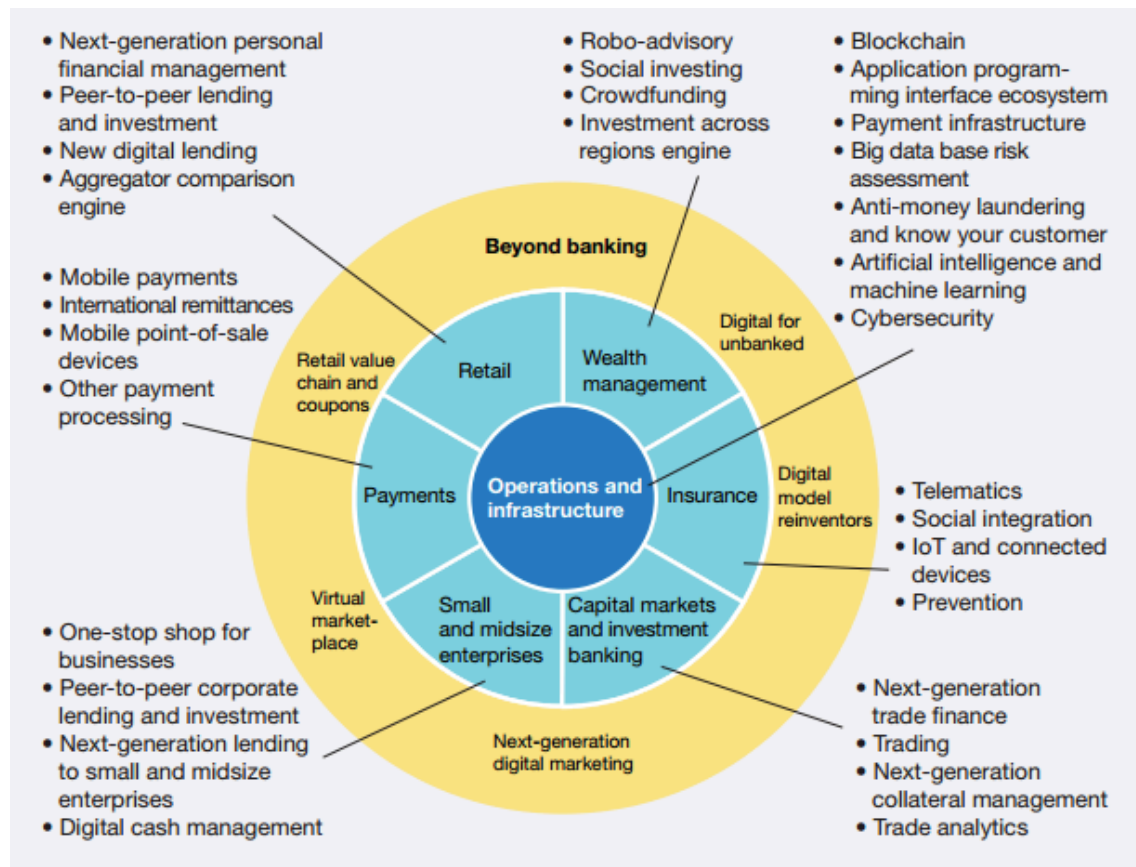 • Next-generation personal
financial management
• Peer-to-peer lending
and investment
• New digital lending
• Aggregator comparison
engine
• Robo-advisory
• Social investing
• Crowdfunding
• Investment across
regions engine
• Blockchain
• Application program-
ming interface ecosystem
• Payment infrastructure
• Big data base risk
assessment
• Anti-money laundering
and know your customer
• Artificial intelligence and
machine learning
• Cybersecurity
• Mobile payments
• International remittances
• Mobile point-of-sale
devices
• Other payment
processing
Beyond banking
Retail value
chain and
coupons
Retail
Wealth
management
Digital for
unbanked
Payments
Operations and
infrastructure
Insurance
Digital
model
reinventors
• Telematics
• Social integration
• IoT and connected
devices
• Prevention
Virtual
market-
place
Small
and midsize
enterprises
Capital markets
and investment
banking
Next-generation
digital marketing
• One-stop shop for
businesses
• Peer-to-peer corporate
lending and investment
• Next-generation lending
to small and midsize
enterprises
• Digital cash management
• Next-generation
trade finance
• Trading
• Next-generation
collateral management
• Trade analytics